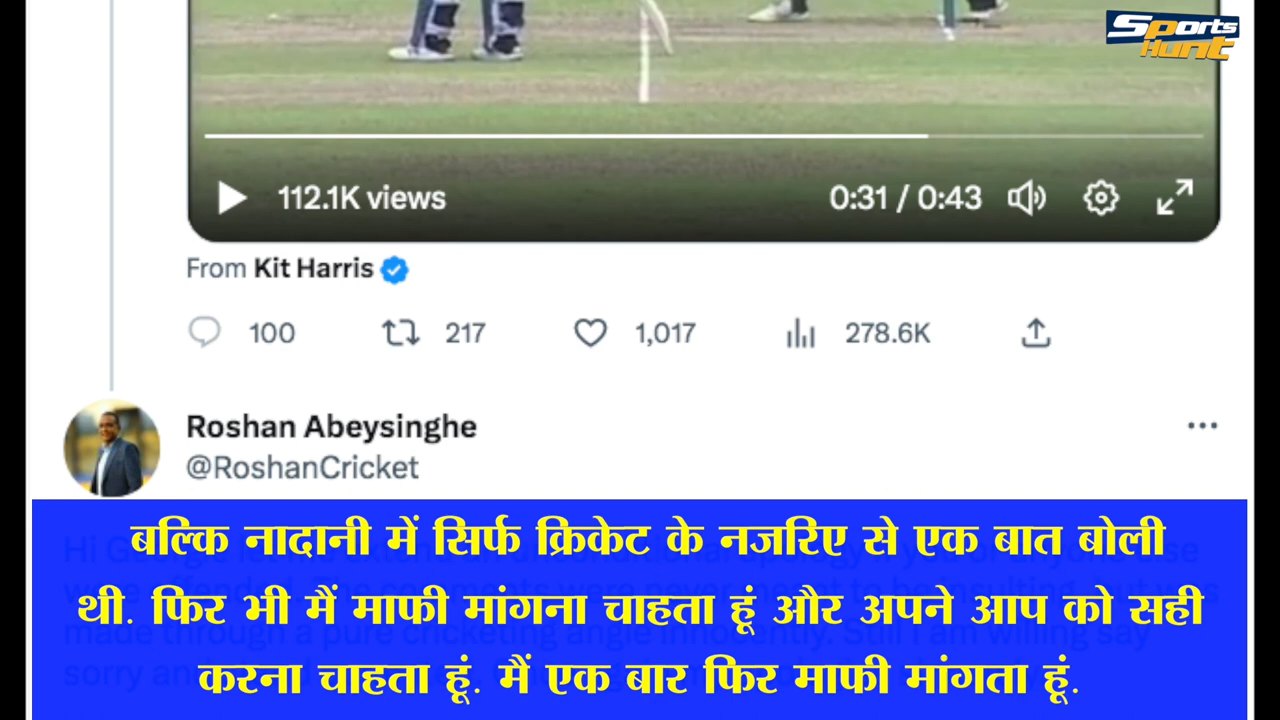 Sports
Hunt
112.1K views 0:31 / 0:43
From Kit Harris
100 217 1,017 278.6K
Roshan Abeysinghe
@RoshanCricket
बल्कि नादानी में सिर्फ क्रिकेट के नजरिए से एक बात बोली
थी. फिर भी मैं माफी मांगना चाहता हूं और अपने आप को सही
करना चाहता हूं. मैं एक बार फिर माफी मांगता हूं.